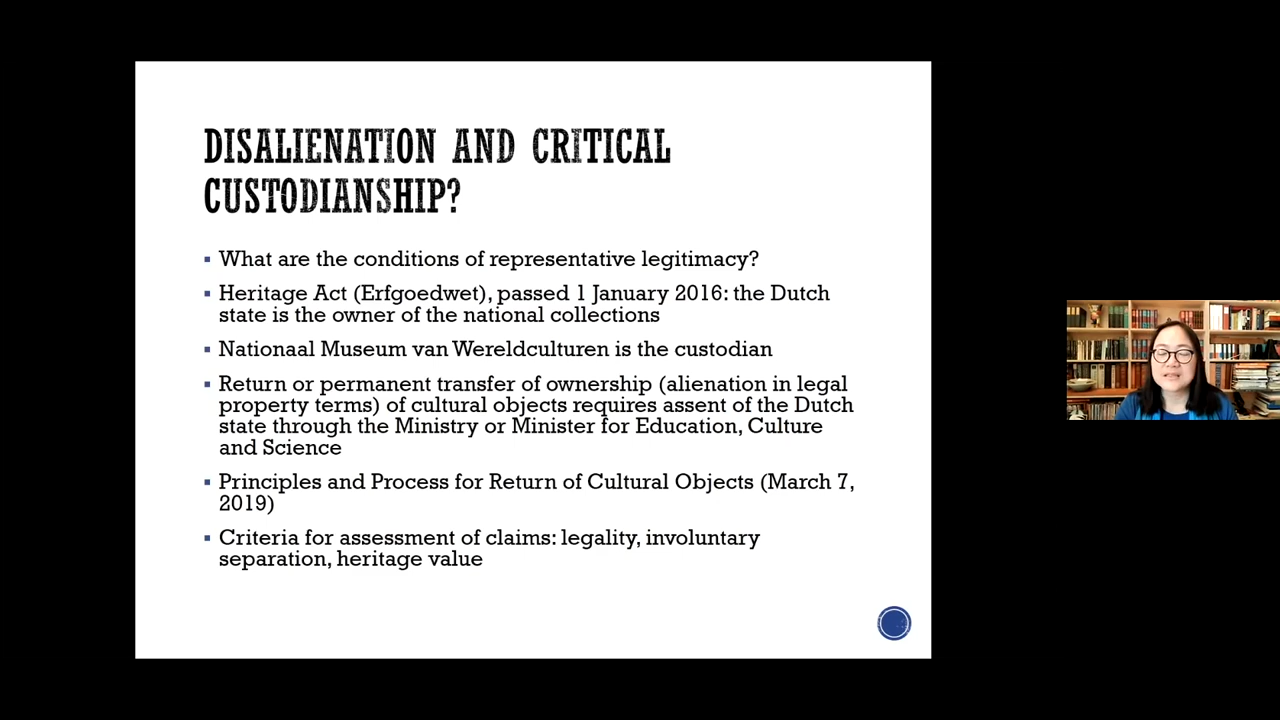 DISALIENATION AND CRITICAL
CUSTODIANSHIP?
▪ What are the conditions of representative legitimacy?
▪ Heritage Act (Erfgoedwet), passed 1 January 2016: the Dutch
state is the owner of the national collections
▪ Nationaal Museum van Wereldculturen is the custodian
▪ Return or permanent transfer of ownership (alienation in legal
property terms) of cultural objects requires assent of the Dutch
state through the Ministry or Minister for Education, Culture
and Science
▪ Principles and Process for Return of Cultural Objects (March 7,
2019)
▪ Criteria for assessment of claims: legality, involuntary
separation, heritage value